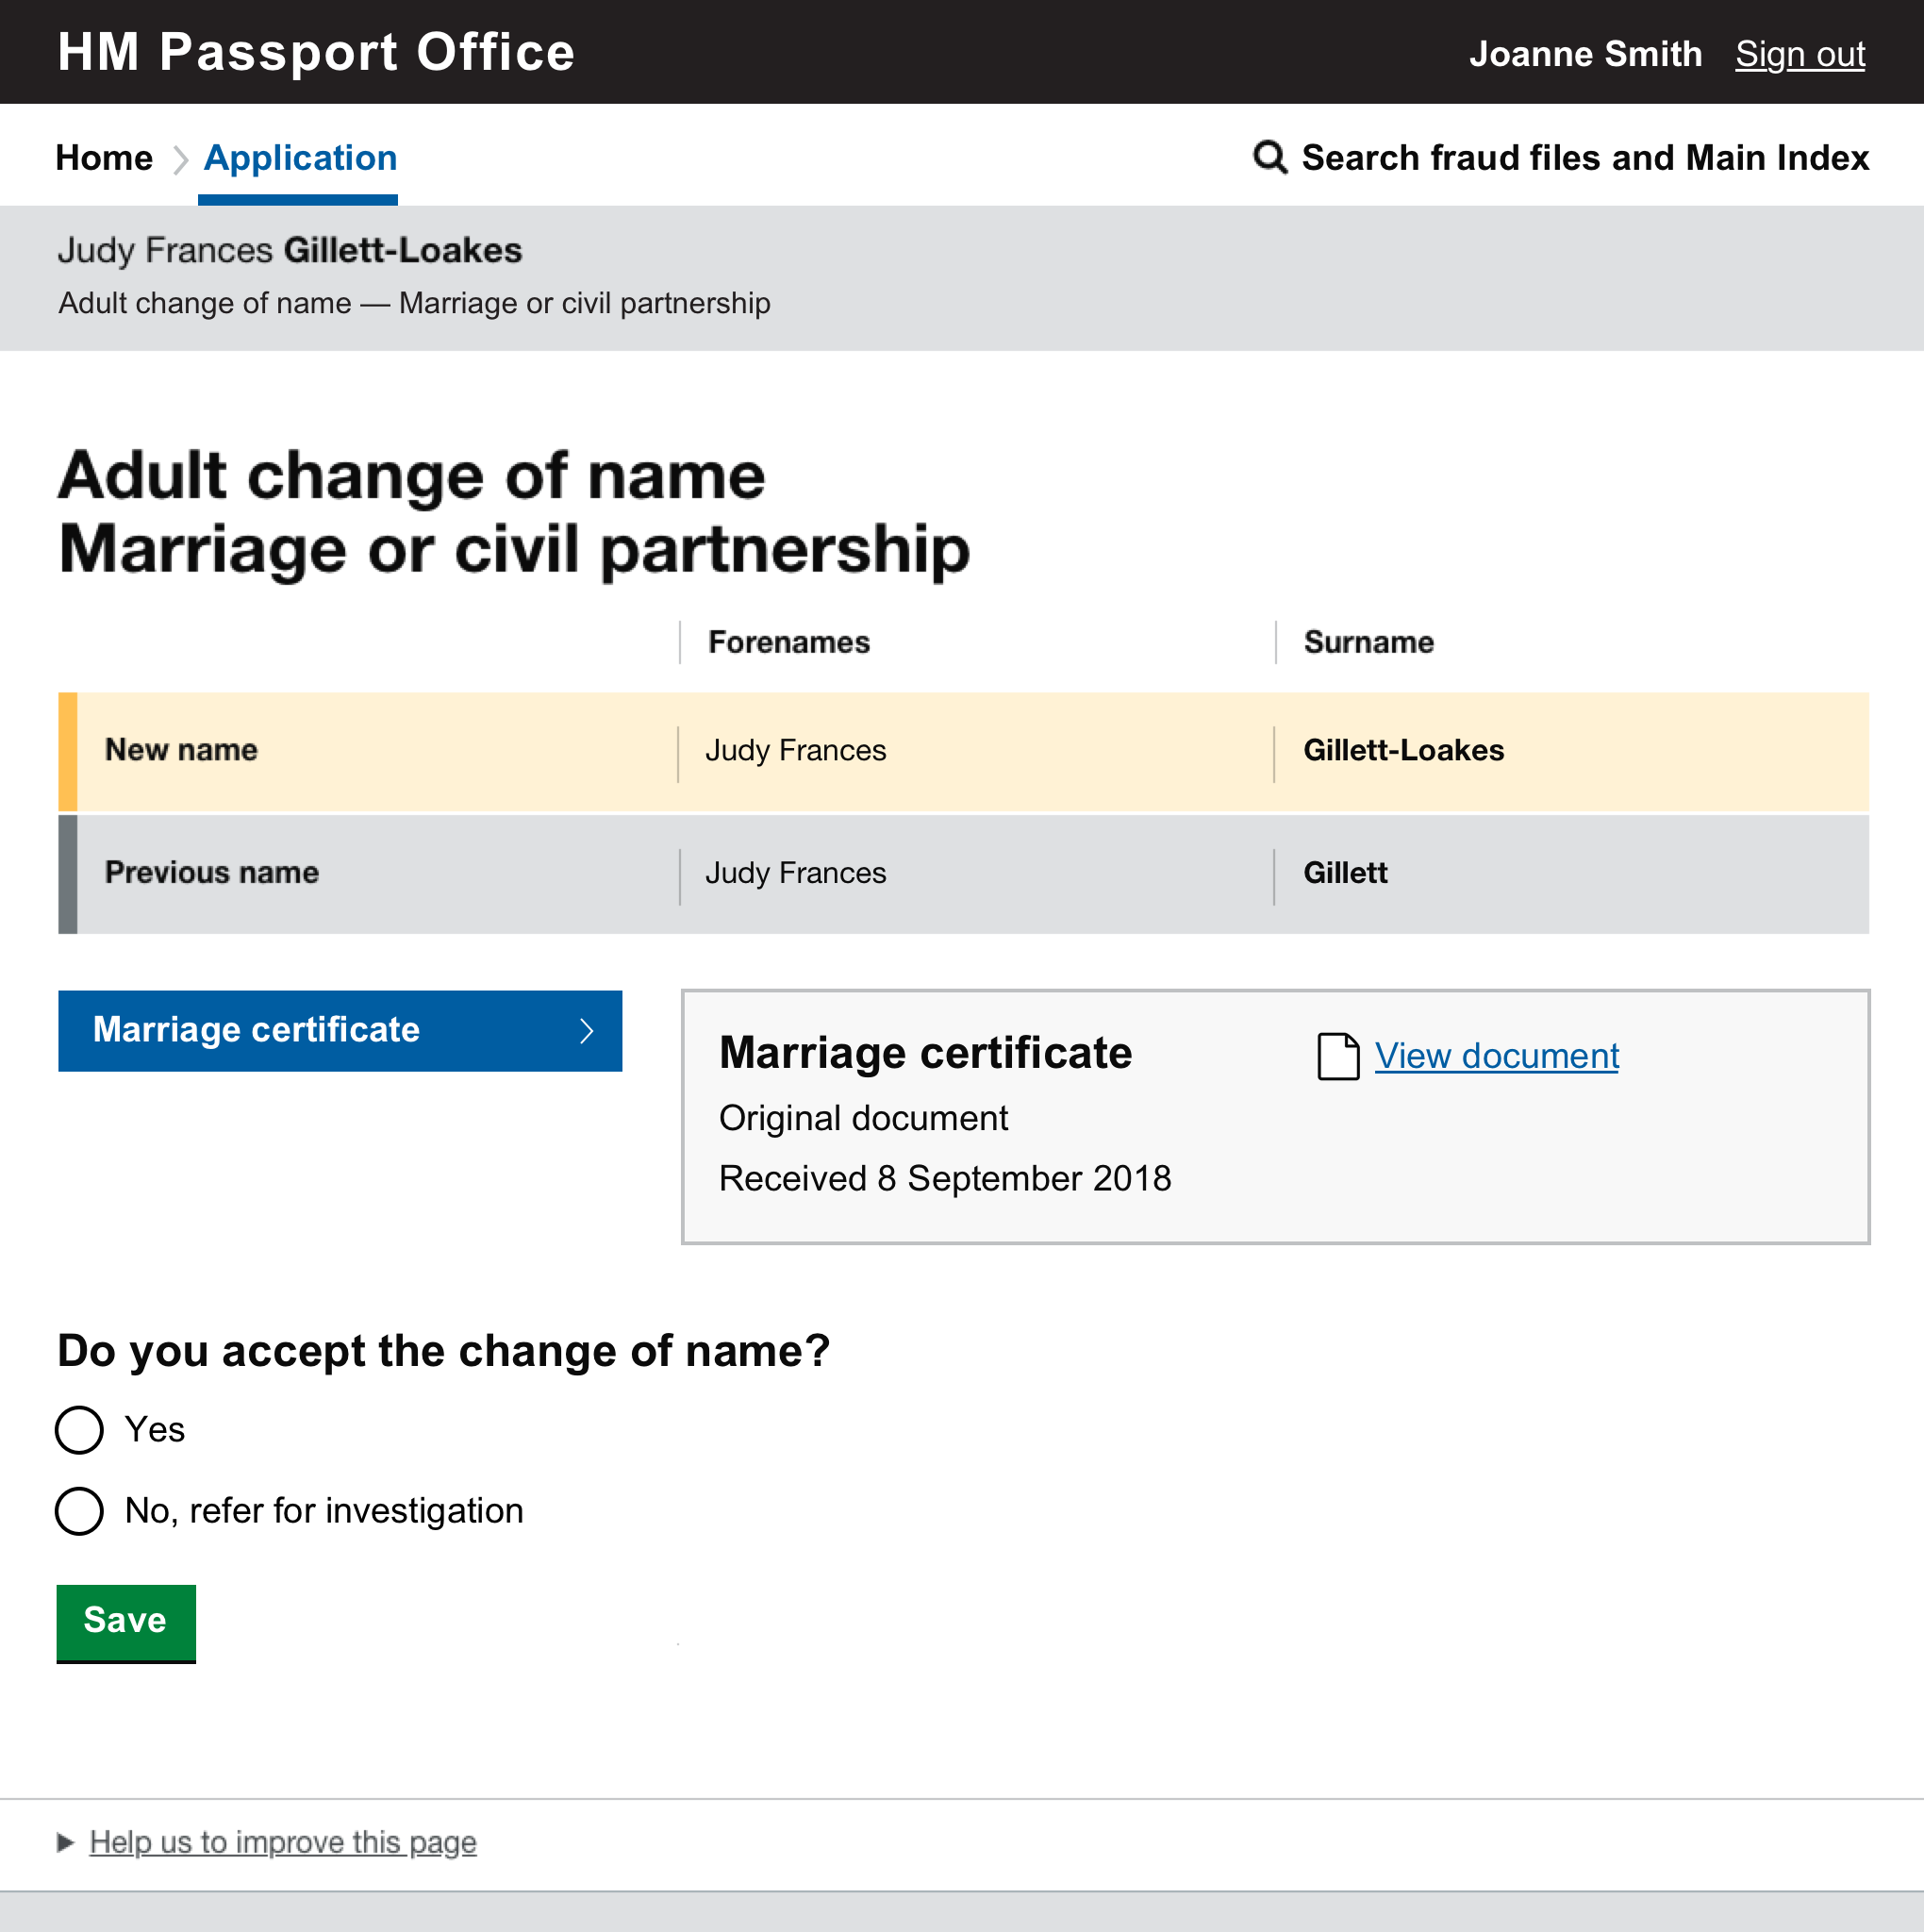 HM Passport Office
Joanne Smith Sign out
Home Application
Search fraud files and Main Index
Judy Frances Gillett-Loakes
Adult change of name — Marriage or civil partnership
Adult change of name
Marriage or civil partnership
Forenames Surname
New name Judy Frances Gillett-Loakes
Previous name Judy Frances Gillett
Marriage certificate
Marriage certificate View document
Original document
Received 8 September 2018
Do you accept the change of name?
Yes
No, refer for investigation
Save
Help us to improve this page